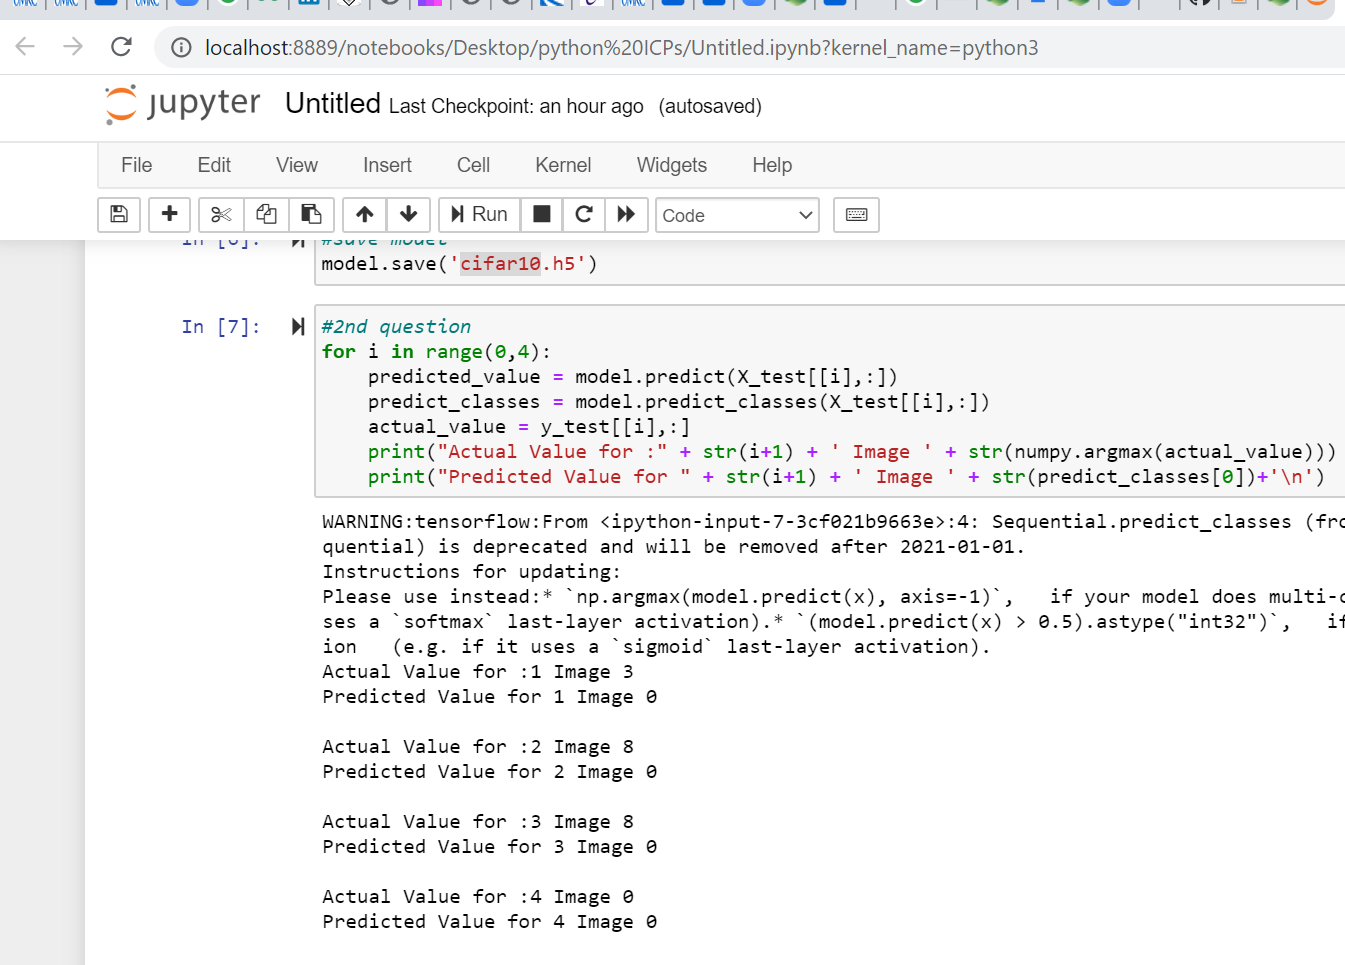 localhost:8889/notebooks/Desktop/python%20ICPs/Untitled.ipynb?kernel_name=python3
jupyter Untitled Last Checkpoint: an hour ago (autosaved)
File Edit View Insert Cell Kernel Widgets Help
Run Code
In [6]: #save model
model.save('cifar10.h5')
In [7]: #2nd question
for i in range(0,4):
    predicted_value = model.predict(X_test[[i],:])
    predict_classes = model.predict_classes(X_test[[i],:])
    actual_value = y_test[[i],:]
    print("Actual Value for :" + str(i+1) + ' Image ' + str(numpy.argmax(actual_value)))
    print("Predicted Value for " + str(i+1) + ' Image ' + str(predict_classes[0])+'\n')
WARNING:tensorflow:From <ipython-input-7-3cf021b9663e>:4: Sequential.predict_classes (fro
quential) is deprecated and will be removed after 2021-01-01.
Instructions for updating:
Please use instead:* `np.argmax(model.predict(x), axis=-1)`,   if your model does multi-c
ses a `softmax` last-layer activation).* `(model.predict(x) > 0.5).astype("int32")`,   if
ion   (e.g. if it uses a `sigmoid` last-layer activation).
Actual Value for :1 Image 3
Predicted Value for 1 Image 0
Actual Value for :2 Image 8
Predicted Value for 2 Image 0
Actual Value for :3 Image 8
Predicted Value for 3 Image 0
Actual Value for :4 Image 0
Predicted Value for 4 Image 0